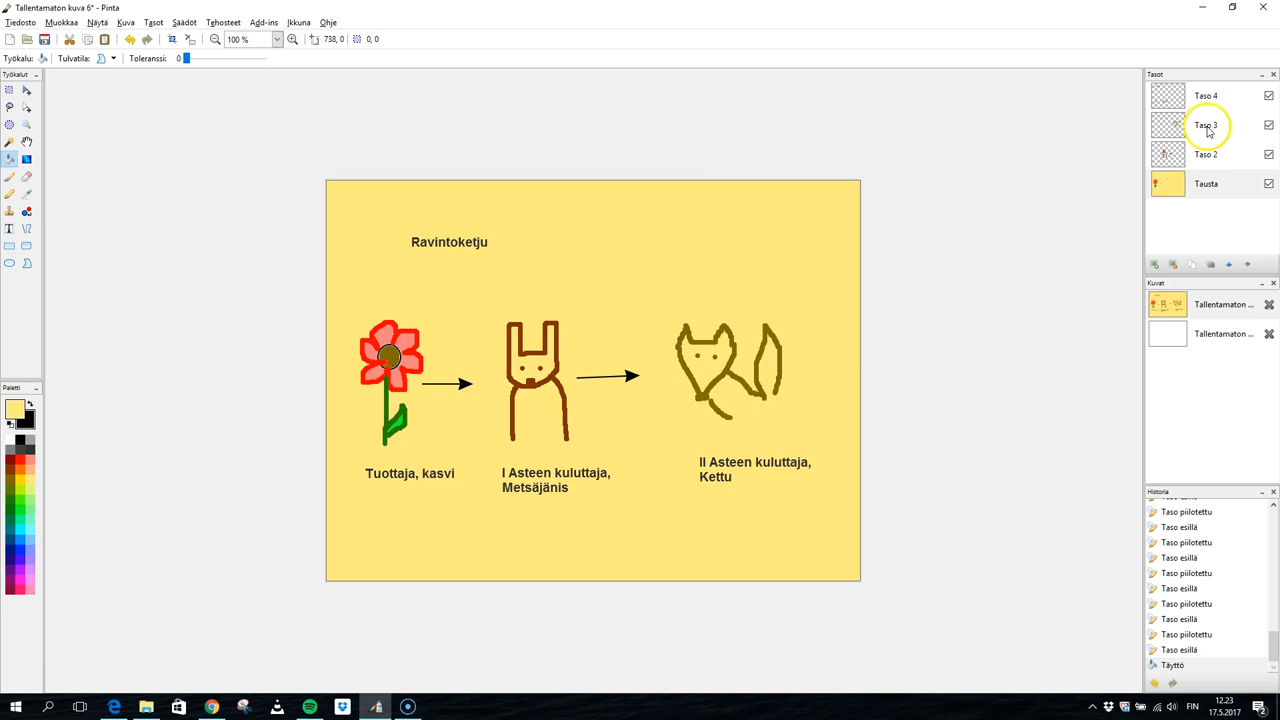 Tallentamaton kuva 6* - Pinta
Tiedosto Muokkaa Näytä Kuva Tasot Säädöt Tehosteet Add-ins Ikkuna Ohje
100 % 738, 0 0, 0
Työkalu: Tulvatila: Toleranssi: 0
Työkalut
Tasot
Taso 4
Taso 3
Taso 2
Tausta
Ravintoketju
Tuottaja, kasvi
I Asteen kuluttaja,
Metsäjänis
II Asteen kuluttaja,
Kettu
Kuvat
Tallentamaton ...
Tallentamaton ...
Paletti
Historia
Taso piilotettu
Taso esillä
Taso piilotettu
Taso esillä
Taso piilotettu
Taso esillä
Taso piilotettu
Taso esillä
Taso piilotettu
Taso esillä
Täyttö
FIN
12.23
17.5.2017
2